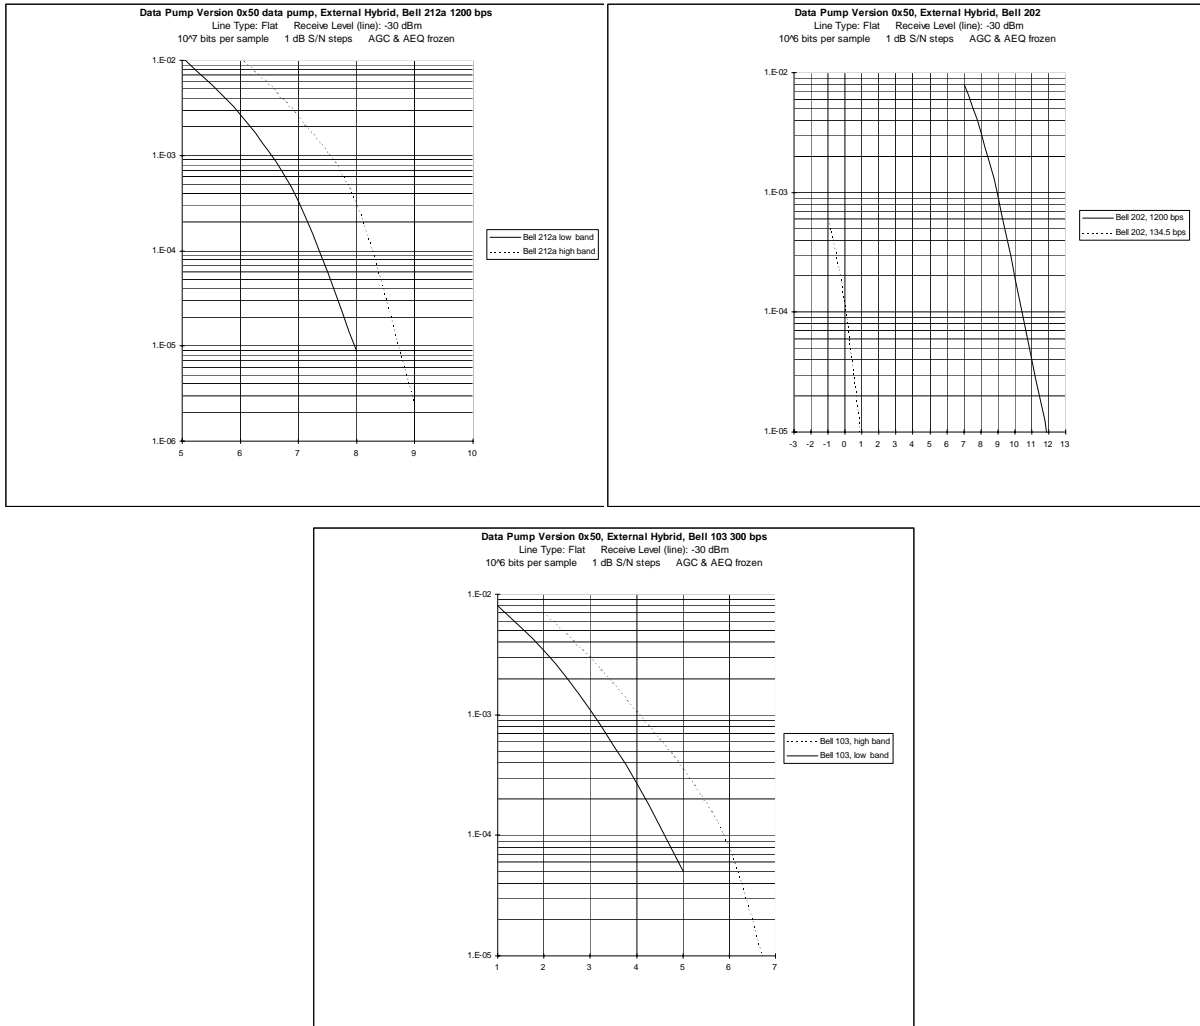 Data Pump Version 0x50 data pump, External Hybrid, Bell 212a 1200 bps
Line Type: Flat Receive Level (line): -30 dBm
10^7 bits per sample 1 dB S/N steps AGC & AEQ frozen
1.E-02
1.E-03
1.E-04
1.E-05
1.E-06
5 6 7 8 9 10
Bell 212a low band
Bell 212a high band
Data Pump Version 0x50, External Hybrid, Bell 202
Line Type: Flat Receive Level (line): -30 dBm
10^6 bits per sample 1 dB S/N steps AGC & AEQ frozen
1.E-02
1.E-03
1.E-04
1.E-05
-3 -2 -1 0 1 2 3 4 5 6 7 8 9 10 11 12 13
Bell 202, 1200 bps
Bell 202, 134.5 bps
Data Pump Version 0x50, External Hybrid, Bell 103 300 bps
Line Type: Flat Receive Level (line): -30 dBm
10^6 bits per sample 1 dB S/N steps AGC & AEQ frozen
1.E-02
1.E-03
1.E-04
1.E-05
1 2 3 4 5 6 7
Bell 103, high band
Bell 103, low band